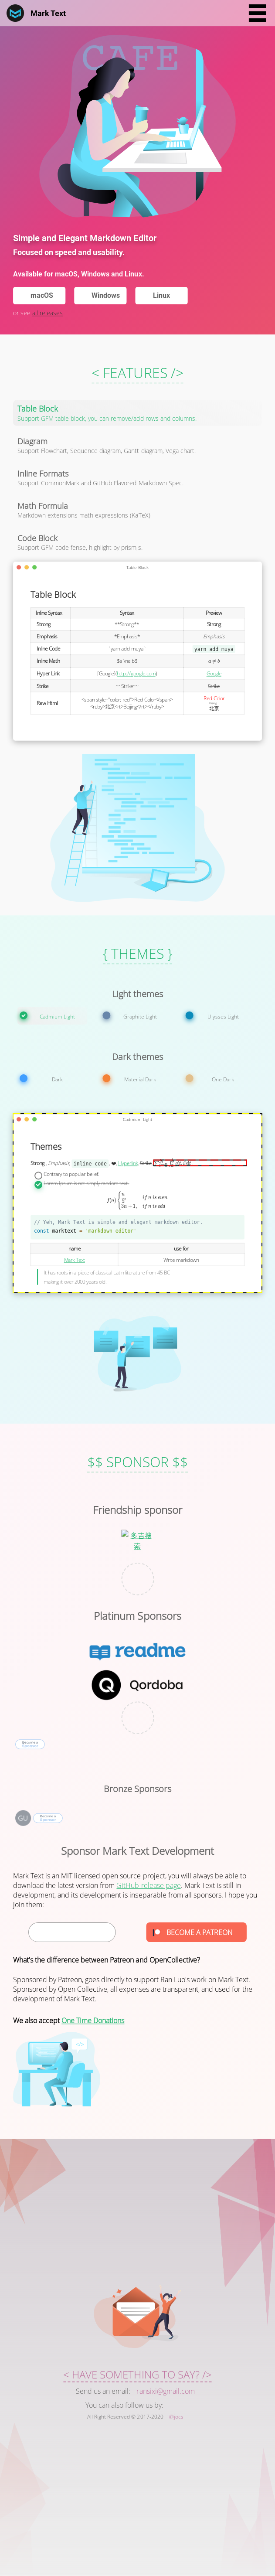 Mark Text
CAFE
Simple and Elegant Markdown Editor
Focused on speed and usability.
Available for macOS, Windows and Linux.
macOS
Windows
Linux
or see all releases
< FEATURES />
Table Block
Support GFM table block, you can remove/add rows and columns.
Diagram
Support Flowchart, Sequence diagram, Gantt diagram, Vega chart.
Inline Formats
Support CommonMark and GitHub Flavored Markdown Spec.
Math Formula
Markdown extensions math expressions (KaTeX)
Code Block
Support GFM code fense, highlight by prismjs.
Table Block
Table Block
Inline Syntax Syntax Preview
Strong **Strong** Strong
Emphasis *Emphasis* Emphasis
Inline Code `yarn add muya` yarn add muya
Inline Math $a \ne b$ a ≠ b
Hyper Link [Google](http://google.com) Google
Strike ~~Strike~~ Strike
Raw Html
<span style="color: red">Red Color</span>
Red Color
北京
{ THEMES }
Light themes
Cadmium Light
Graphite Light
Ulysses Light
Dark themes
Dark
Material Dark
One Dark
Cadmium Light
Themes
Strong Emphasis inline code Hyperlink Strike
Contrary to popular belief
Lorem Ipsum is not simply random text.
if n is even
if n is odd
// Yeh, Mark Text is simple and elegant markdown editor.
const marktext = 'markdown editor'
name use for
Mark Text Write markdown
It has roots in a piece of classical Latin literature from 45 BC
making it over 2000 years old.
$$ SPONSOR $$
Friendship sponsor
多吉搜
索
Platinum Sponsors
readme
Qordoba
Become a
Sponsor
Bronze Sponsors
GU
Become a
Sponsor
Sponsor Mark Text Development
Mark Text is an MIT licensed open source project, you will always be able to
download the latest version from GitHub release page. Mark Text is still in
development, and its development is inseparable from all sponsors. I hope you
join them:
BECOME A PATREON
What's the difference between Patreon and OpenCollective?
Sponsored by Patreon, goes directly to support Ran Luo's work on Mark Text.
Sponsored by Open Collective, all expenses are transparent, and used for the
development of Mark Text.
We also accept One Time Donations
< HAVE SOMETHING TO SAY? />
Send us an email: ransixi@gmail.com
You can also follow us by:
All Right Reserved © 2017-2020 @Jocs